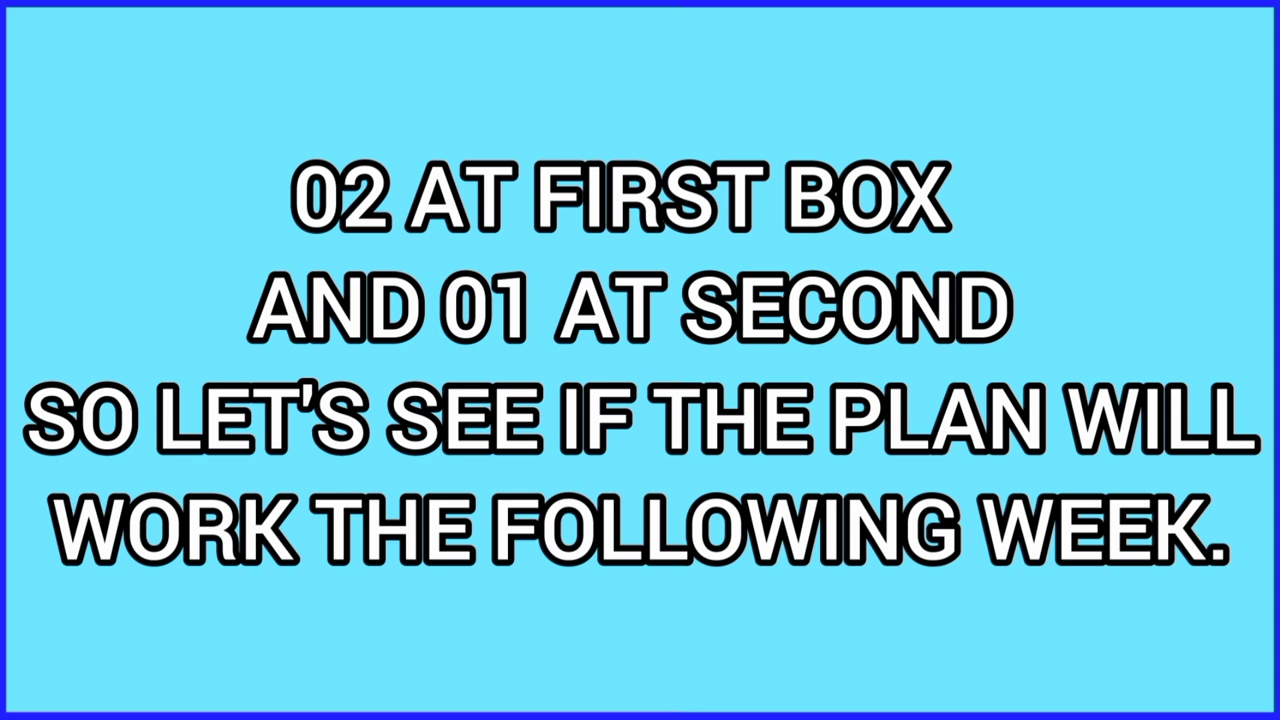 02 AT FIRST BOX
AND 01 AT SECOND
SO LET'S SEE IF THE PLAN WILL
WORK THE FOLLOWING WEEK.